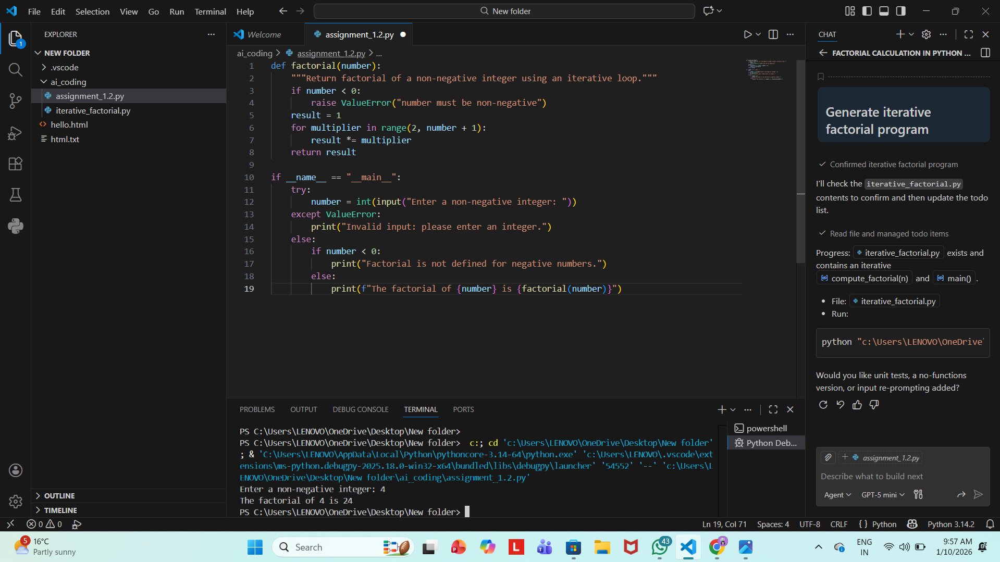 File Edit Selection View Go Run Terminal Help
New folder
EXPLORER
NEW FOLDER
.vscode
ai_coding
assignment_1.2.py
iterative_factorial.py
hello.html
html.txt
OUTLINE
TIMELINE
1
Welcome
assignment_1.2.py
ai_coding > assignment_1.2.py > ...
1 def factorial(number):
2 """Return factorial of a non-negative integer using an iterative loop."""
3 if number < 0:
4 raise ValueError("number must be non-negative")
5 result = 1
6 for multiplier in range(2, number + 1):
7 result *= multiplier
8 return result
9
10 if __name__ == "__main__":
11 try:
12 number = int(input("Enter a non-negative integer: "))
13 except ValueError:
14 print("Invalid input: please enter an integer.")
15 else:
16 if number < 0:
17 print("Factorial is not defined for negative numbers.")
18 else:
19 print(f"The factorial of {number} is {factorial(number)}")
PROBLEMS OUTPUT DEBUG CONSOLE TERMINAL PORTS
PS C:\Users\LENOVO\OneDrive\Desktop\New folder>
PS C:\Users\LENOVO\OneDrive\Desktop\New folder> c:; cd 'c:\Users\LENOVO\OneDrive\Desktop\New folder'
; & 'C:\Users\LENOVO\AppData\Local\Python\pythoncore-3.14-64\python.exe' 'c:\Users\LENOVO\.vscode\ext
ensions\ms-python.debugpy-2025.18.0-win32-x64\bundled\libs\debugpy\launcher' '54552' '--' 'c:\Users\L
ENOVO\OneDrive\Desktop\New folder\ai_coding\assignment_1.2.py'
Enter a non-negative integer: 4
The factorial of 4 is 24
PS C:\Users\LENOVO\OneDrive\Desktop\New folder>
powershell
Python Deb...
CHAT
FACTORIAL CALCULATION IN PYTHON ...
Generate iterative
factorial program
Confirmed iterative factorial program
I'll check the iterative_factorial.py
contents to confirm and then update the todo
list.
Read file and managed todo items
Progress: iterative_factorial.py exists and
contains an iterative
compute_factorial(n) and main() .
• File: iterative_factorial.py
• Run:
python "c:\Users\LENOVO\OneDrive\
Would you like unit tests, a no-functions
version, or input re-prompting added?
assignment_1.2.py
Describe what to build next
Agent GPT-5 mini
0 0
Ln 19, Col 71 Spaces: 4 UTF-8 CRLF { } Python Python 3.14.2
5
16°C
Partly sunny
Search
P
L
T
43
ENG
IN
9:57 AM
1/10/2026